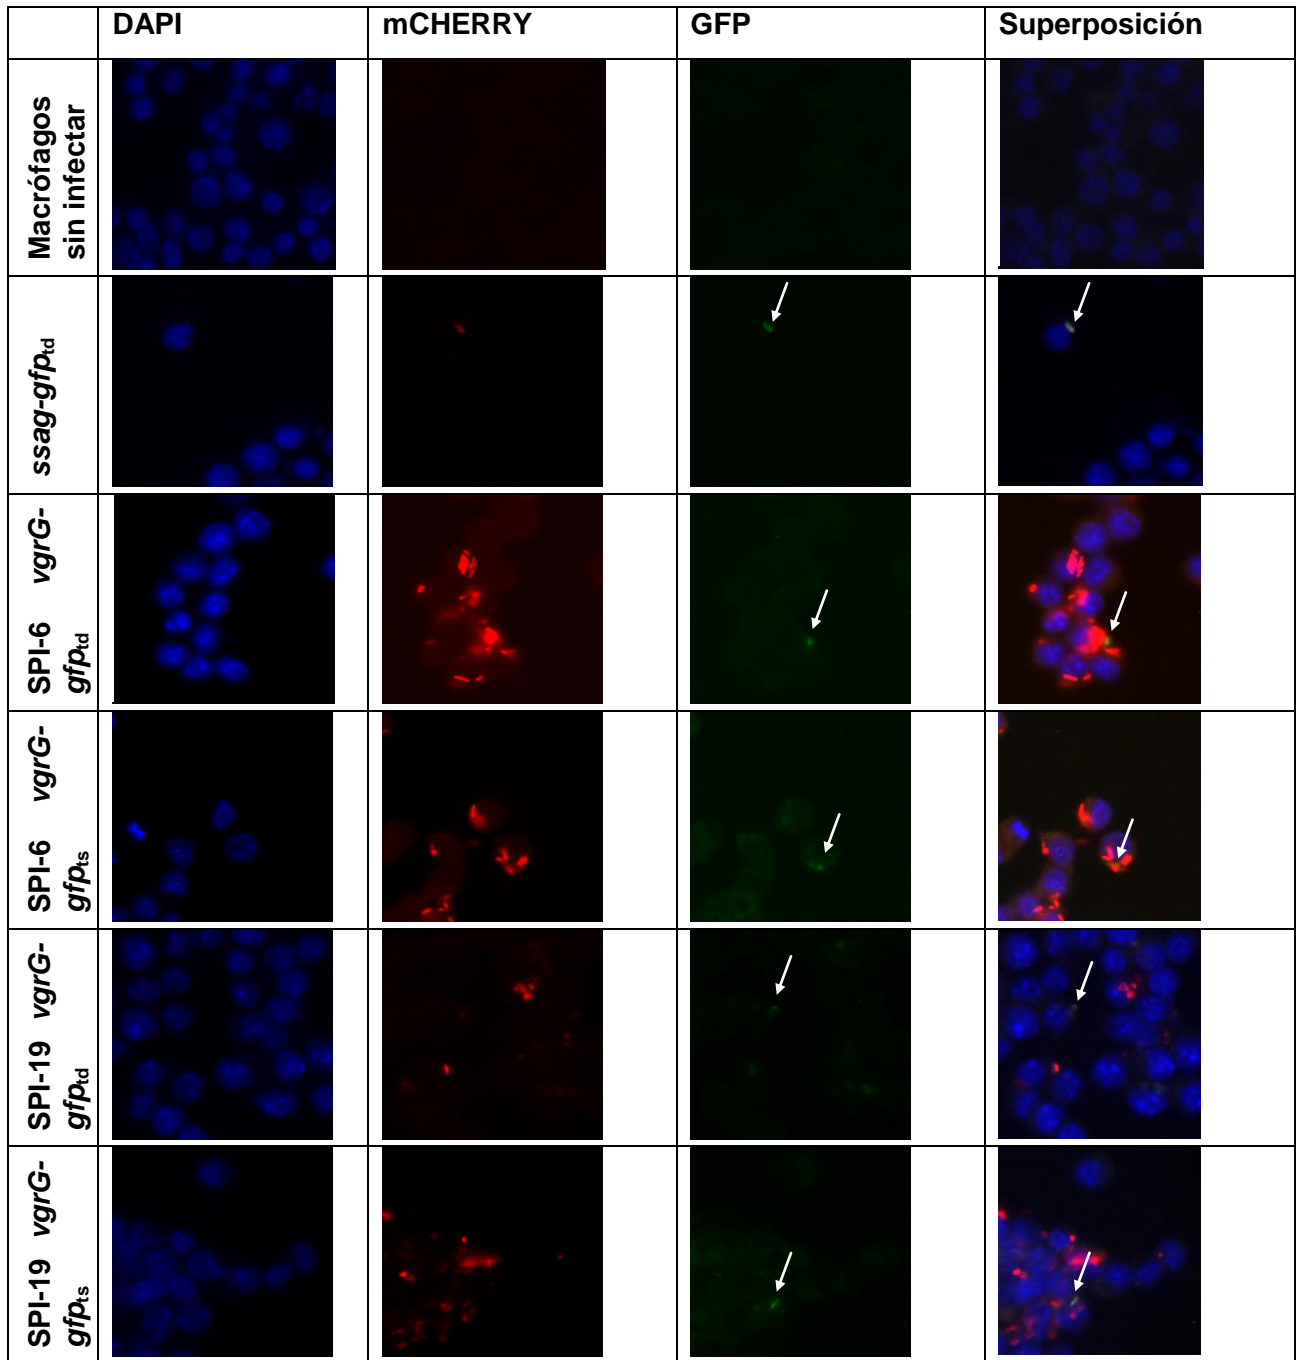 DAPI mCHERRY GFP Superposición
Macrófagos
sin infectar
ssag-gfptd
SPI-6 vgrG-
gfptd
SPI-6 vgrG-
gfpts
SPI-19 vgrG-
gfptd
SPI-19 vgrG-
gfpts